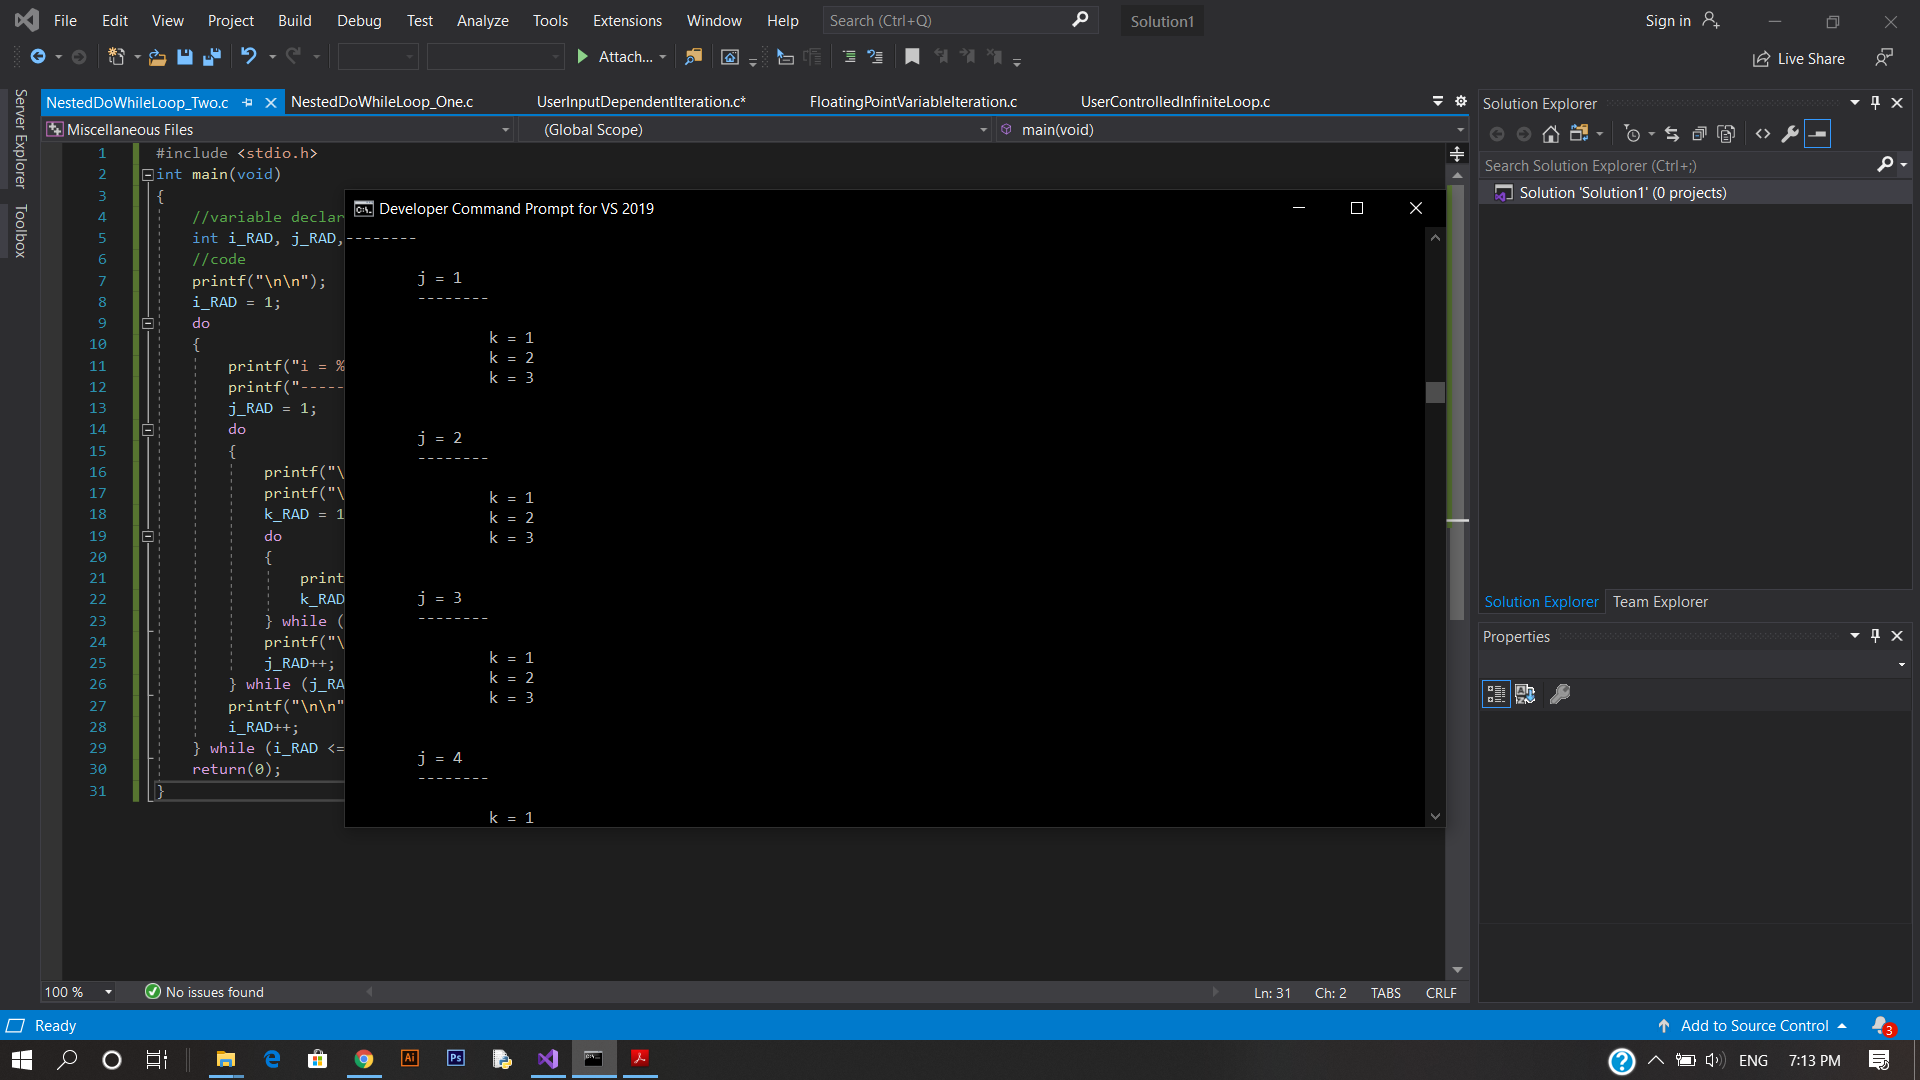 File Edit View Project Build Debug Test Analyze Tools Extensions Window Help Search (Ctrl+Q) Solution1 Sign in
Attach... Live Share
Server Explorer
Toolbox
NestedDoWhileLoop_Two.c NestedDoWhileLoop_One.c UserInputDependentIteration.c* FloatingPointVariableIteration.c UserControlledInfiniteLoop.c
Miscellaneous Files (Global Scope) main(void)
1 #include <stdio.h>
2 int main(void)
3 {
4 //variable declar
5 int i_RAD, j_RAD,
6 //code
7 printf("\n\n");
8 i_RAD = 1;
9 do
10 {
11 printf("i = %
12 printf("-----
13 j_RAD = 1;
14 do
15 {
16 printf("\
17 printf("\
18 k_RAD = 1
19 do
20 {
21 print
22 k_RAD
23 } while (
24 printf("\
25 j_RAD++;
26 } while (j_RA
27 printf("\n\n"
28 i_RAD++;
29 } while (i_RAD <=
30 return(0);
31 }
Developer Command Prompt for VS 2019
--------
j = 1
--------
k = 1
k = 2
k = 3
j = 2
--------
k = 1
k = 2
k = 3
j = 3
--------
k = 1
k = 2
k = 3
j = 4
--------
k = 1
Solution Explorer
Search Solution Explorer (Ctrl+;)
Solution 'Solution1' (0 projects)
Solution Explorer Team Explorer
Properties
100 % No issues found Ln: 31 Ch: 2 TABS CRLF
Ready Add to Source Control 3
Ai Ps ENG 7:13 PM